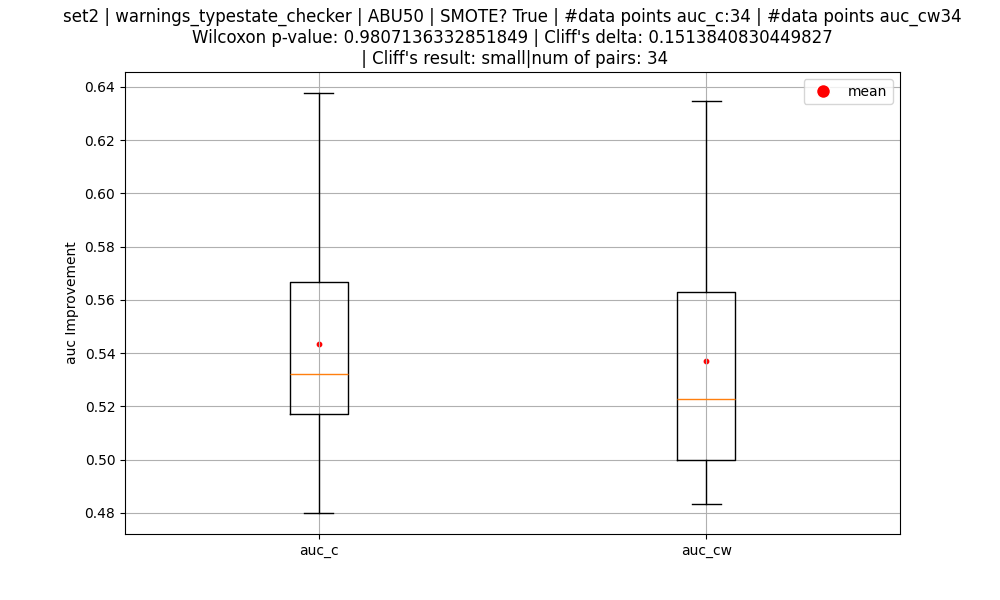 set2 | warnings_typestate_checker | ABU50 | SMOTE? True | #data points auc_c:34 | #data points auc_cw34
Wilcoxon p-value: 0.9807136332851849 | Cliff's delta: 0.1513840830449827
| Cliff's result: small|num of pairs: 34
mean
0.64
0.62
0.60
0.58
0.56
0.54
0.52
0.50
0.48
auc Improvement
auc_c
auc_cw